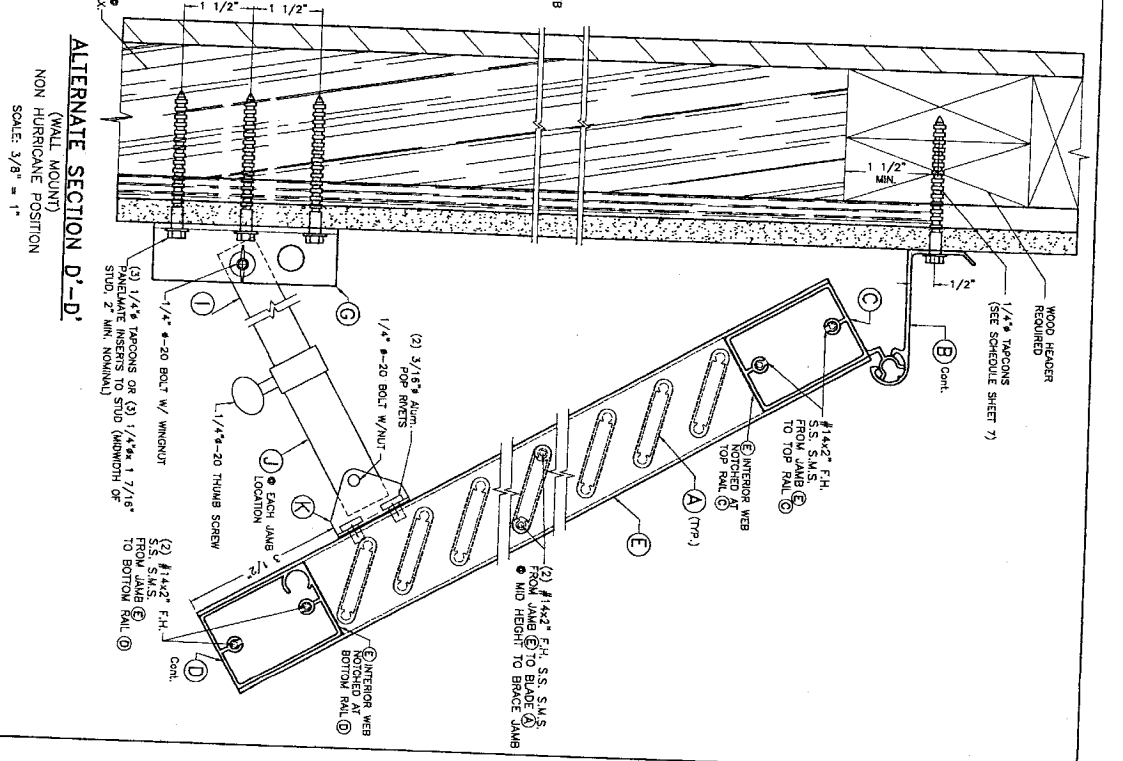 B
1 1/2"
1 1/2"
X.
WOOD HEADER
REQUIRED
1/4"ø TAPCONS
(SEE SCHEDULE SHEET 7)
1 1/2"
MIN.
1/2"
B Cont.
C
#14x2" F.H.
S.S. S.M.S.
FROM JAMB E
TO TOP RAIL C
E INTERIOR WEB
NOTCHED AT
TOP RAIL C
A (TYP.)
E
(2) #14x2" F.H. S.S. S.M.S.
FROM JAMB E TO BLADE A
@ MID HEIGHT TO BRACE JAMB
G
I
(2) 3/16"ø Alum.
POP RIVETS
1/4" ø-20 BOLT W/NUT
1/4" ø-20 BOLT W/ WINGNUT
1/4"ø-20 THUMB SCREW
J @ EACH JAMB
LOCATION
K
3 1/2"
E INTERIOR WEB
NOTCHED AT
BOTTOM RAIL D
D
Cont.
(2) #14x2" F.H.
S.S. S.M.S.
FROM JAMB E
TO BOTTOM RAIL D
(3) 1/4"ø TAPCONS OR (3) 1/4"øx 1 7/16"
PANELMATE INSERTS TO STUD (MIDWIDTH OF
STUD, 2" MIN. NOMINAL)
ALTERNATE SECTION D'-D'
(WALL MOUNT)
NON HURRICANE POSITION
SCALE: 3/8" = 1"